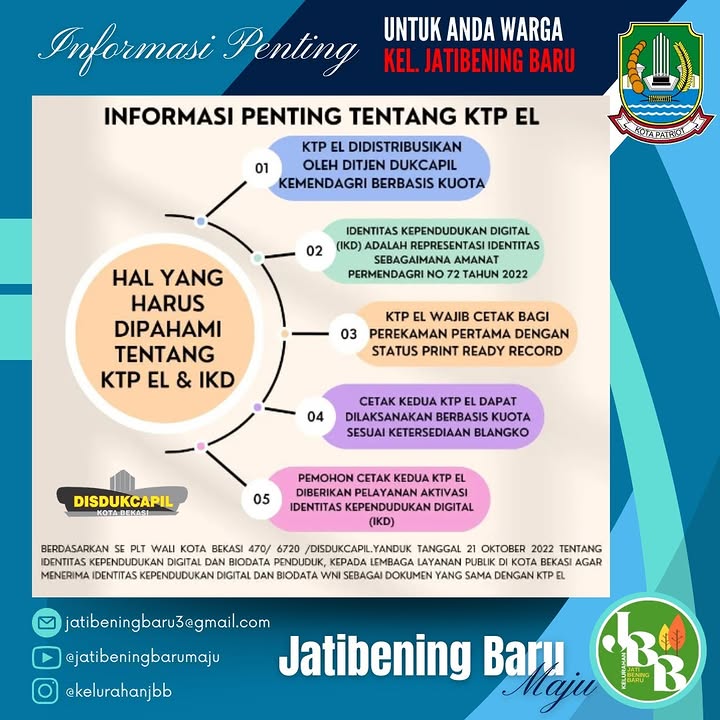 Informasi Penting
UNTUK ANDA WARGA
KEL. JATIBENING BARU
KOTA PATRIOT
INFORMASI PENTING TENTANG KTP EL
HAL YANG
HARUS
DIPAHAMI
TENTANG
KTP EL & IKD
01
KTP EL DIDISTRIBUSIKAN
OLEH DITJEN DUKCAPIL
KEMENDAGRI BERBASIS KUOTA
02
IDENTITAS KEPENDUDUKAN DIGITAL
(IKD) ADALAH REPRESENTASI IDENTITAS
SEBAGAIMANA AMANAT
PERMENDAGRI NO 72 TAHUN 2022
03
KTP EL WAJIB CETAK BAGI
PEREKAMAN PERTAMA DENGAN
STATUS PRINT READY RECORD
04
CETAK KEDUA KTP EL DAPAT
DILAKSANAKAN BERBASIS KUOTA
SESUAI KETERSEDIAAN BLANGKO
05
PEMOHON CETAK KEDUA KTP EL
DIBERIKAN PELAYANAN AKTIVASI
IDENTITAS KEPENDUDUKAN DIGITAL
(IKD)
DISDUKCAPIL
KOTA BEKASI
BERDASARKAN SE PLT WALI KOTA BEKASI 470/ 6720 /DISDUKCAPIL.YANDUK TANGGAL 21 OKTOBER 2022 TENTANG
IDENTITAS KEPENDUDUKAN DIGITAL DAN BIODATA PENDUDUK, KEPADA LEMBAGA LAYANAN PUBLIK DI KOTA BEKASI AGAR
MENERIMA IDENTITAS KEPENDUDUKAN DIGITAL DAN BIODATA WNI SEBAGAI DOKUMEN YANG SAMA DENGAN KTP EL
jatibeningbaru3@gmail.com
@jatibeningbarumaju
@kelurahanjbb
Jatibening Baru
Maju
JBB
KELURAHAN
JATI
BENING
BARU